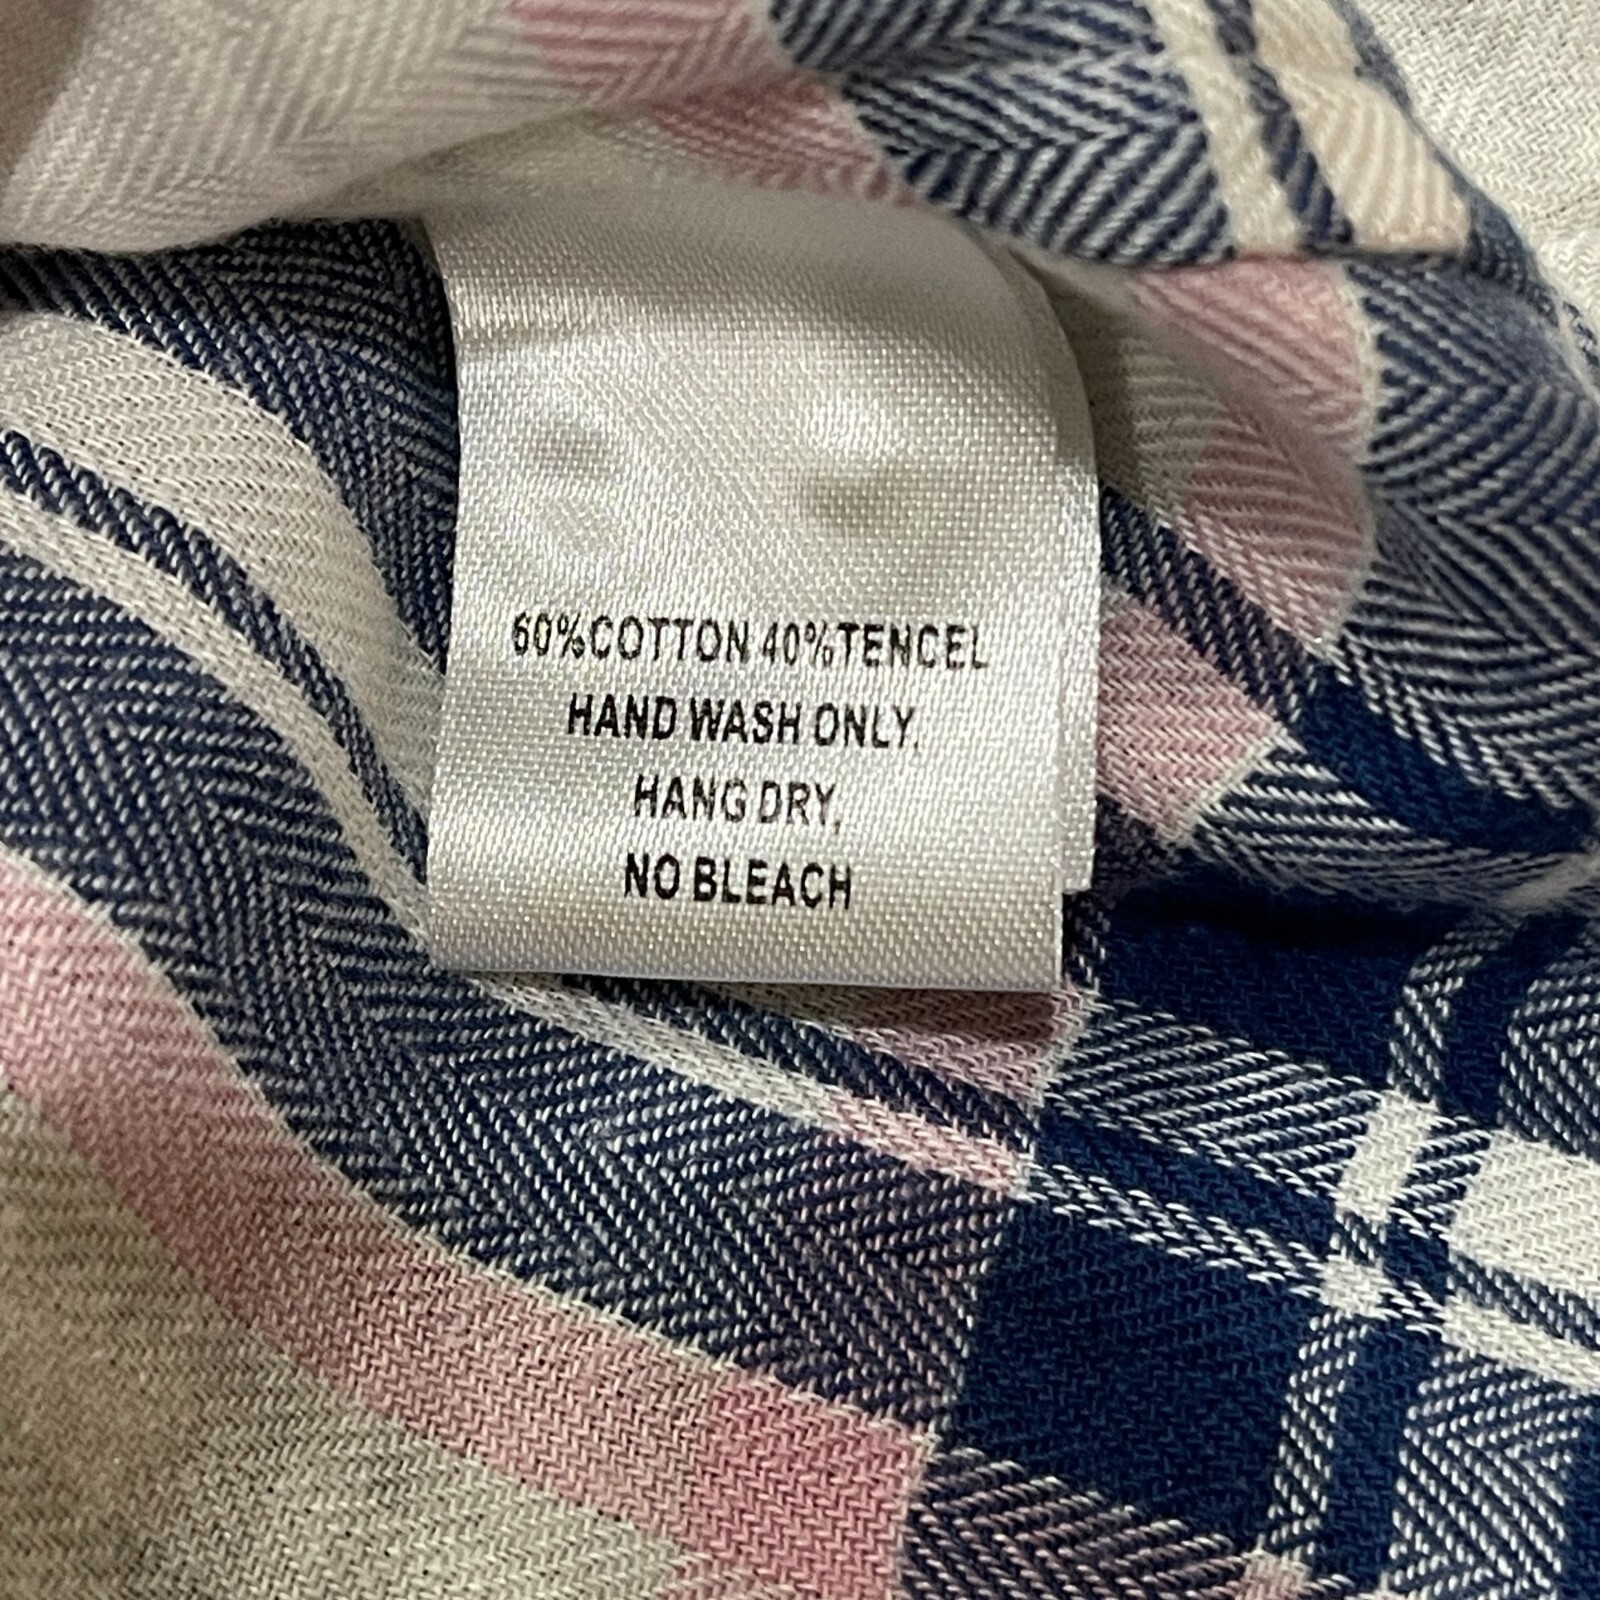 60%COTTON 40%TENCEL
HAND WASH ONLY.
HANG DRY,
NO BLEACH